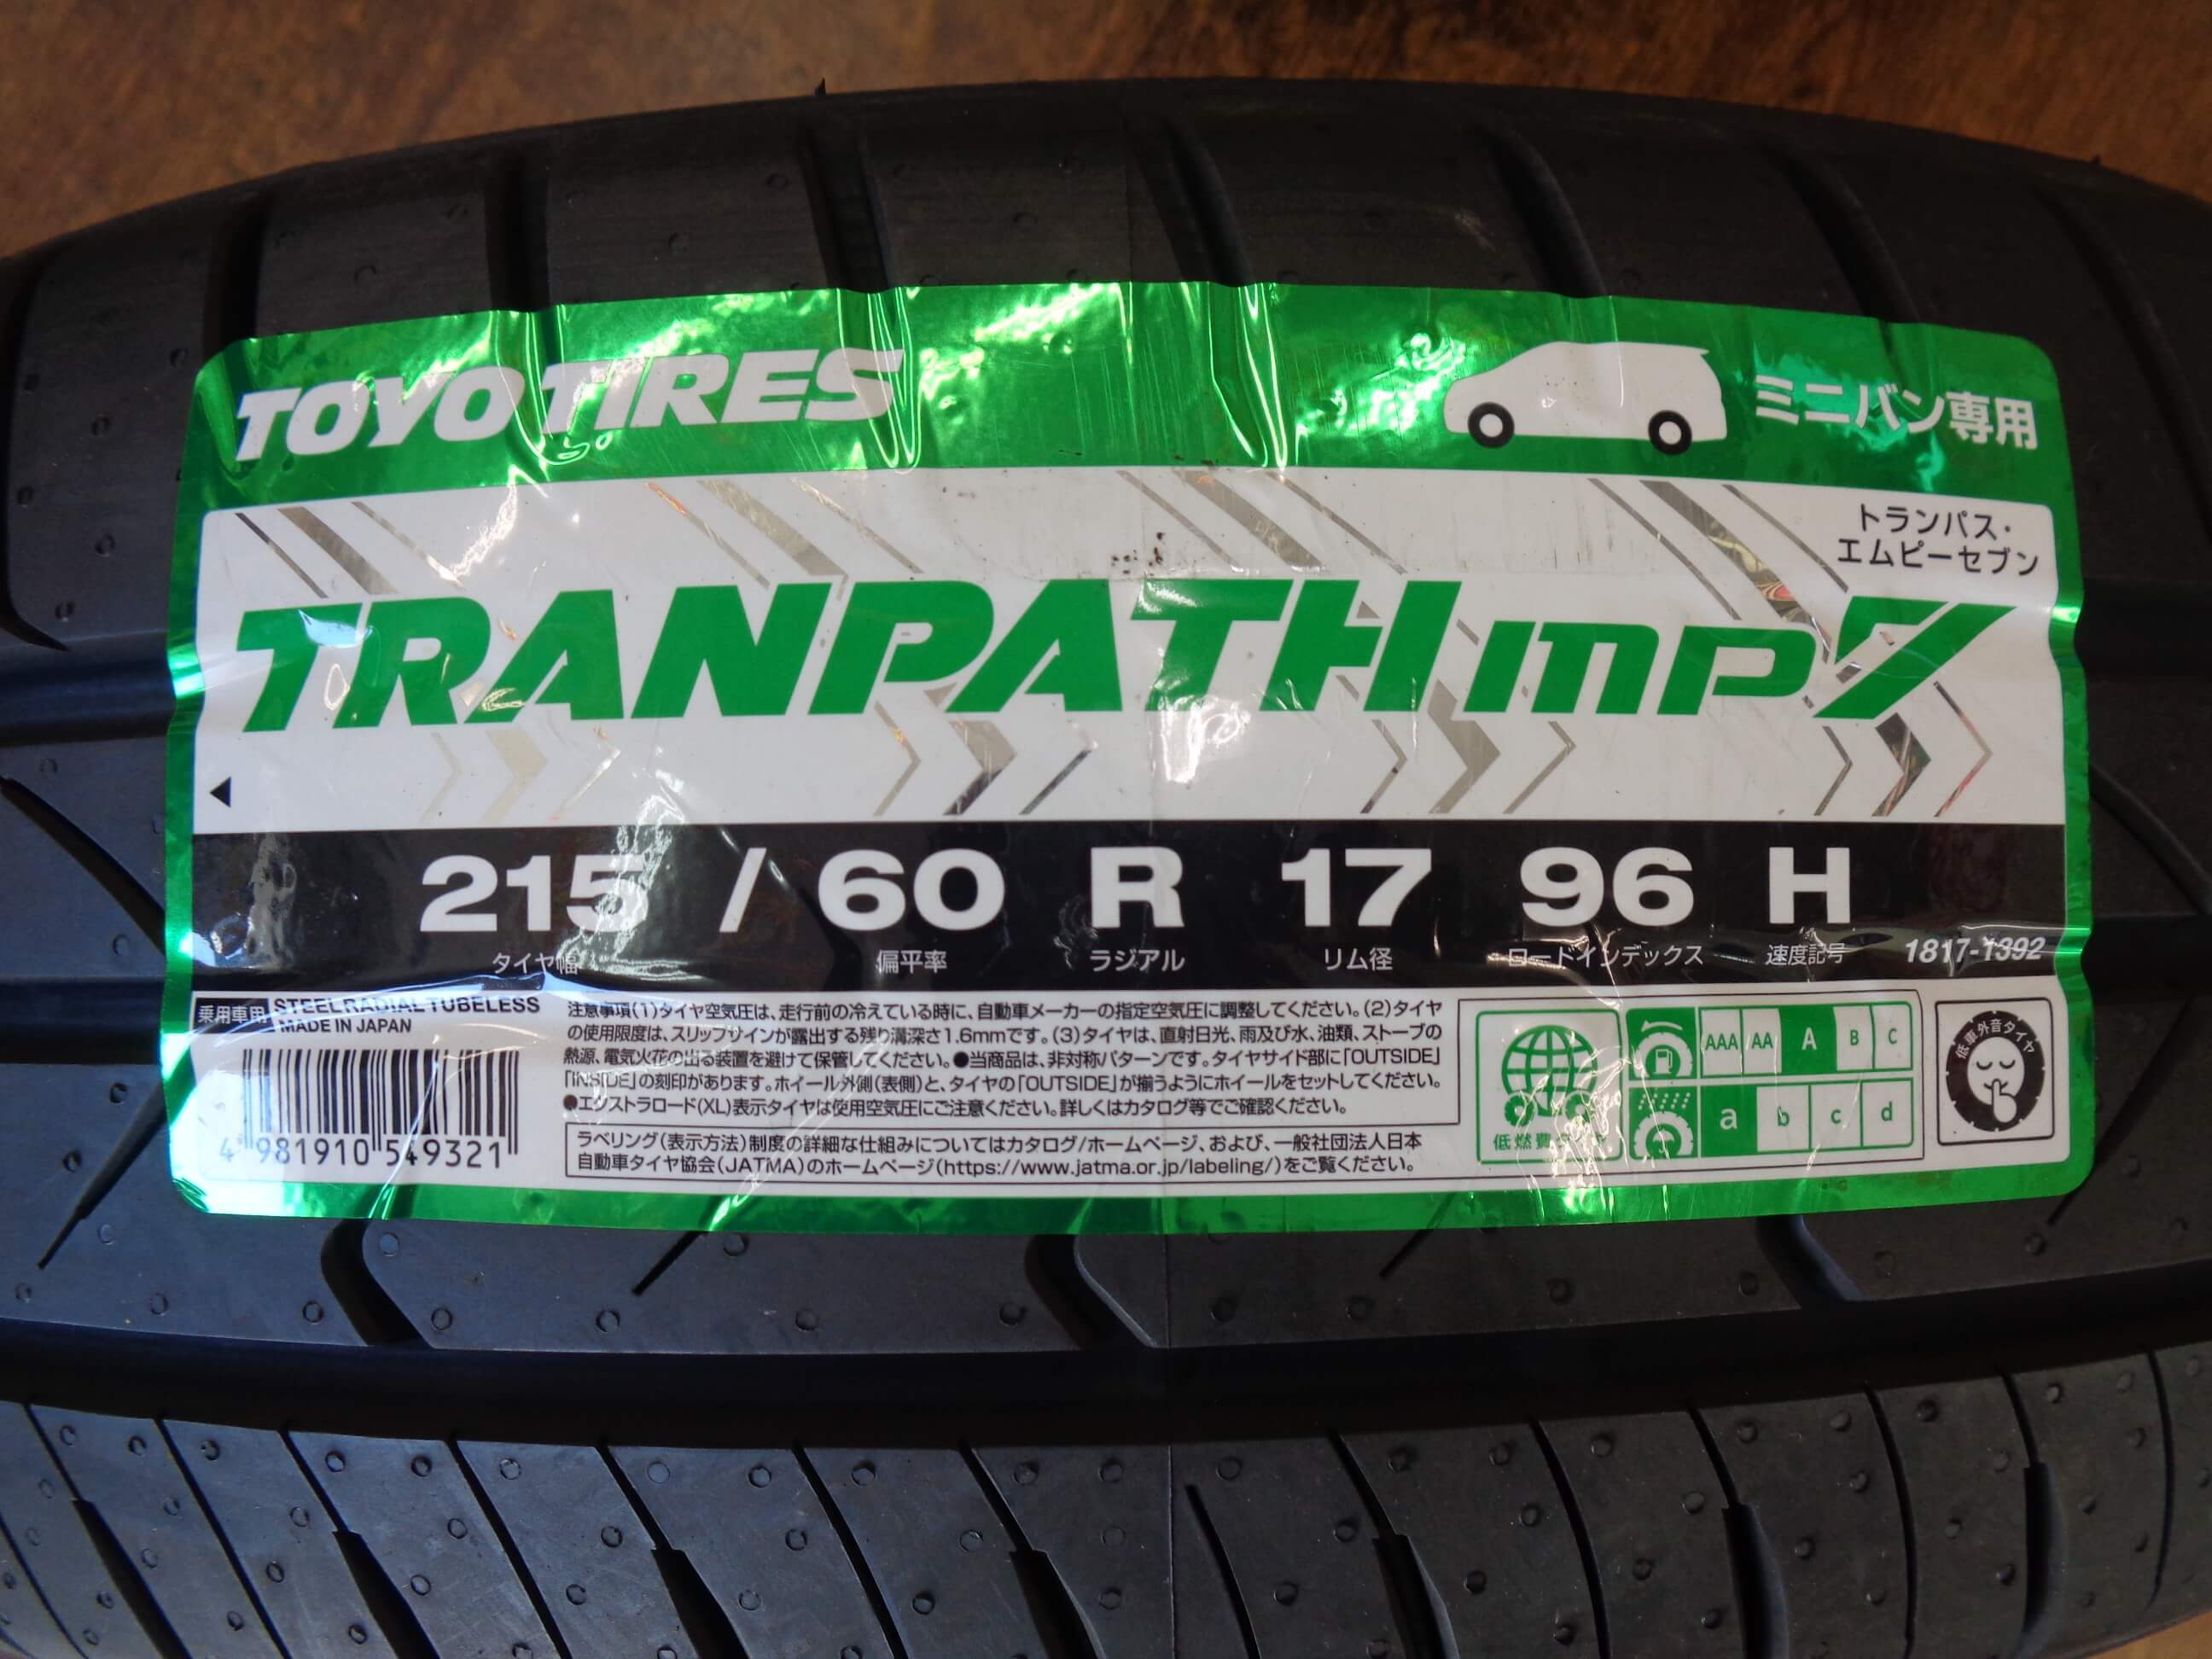 TOYO TIRES
ミニバン専用
トランパス・
エムピーセブン
TRANPATH mp7
215 / 60 R 17 96 H
タイヤ幅 偏平率 ラジアル リム径 ロードインデックス 速度記号 1817-1392
乗用車用 STEEL RADIAL TUBELESS
MADE IN JAPAN
4 981910 549321
注意事項(1)タイヤ空気圧は、走行前の冷えている時に、自動車メーカーの指定空気圧に調整してください。(2)タイヤ
の使用限度は、スリップサインが露出する残り溝深さ1.6mmです。(3)タイヤは、直射日光、雨及び水、油類、ストーブの
熱源、電気火花の出る装置を避けて保管してください。●当商品は、非対称パターンです。タイヤサイド部に「OUTSIDE」
「INSIDE」の刻印があります。ホイール外側(表側)と、タイヤの「OUTSIDE」が揃うようにホイールをセットしてください。
●エクストラロード(XL)表示タイヤは使用空気圧にご注意ください。詳しくはカタログ等でご確認ください。
ラベリング(表示方法)制度の詳細な仕組みについてはカタログ/ホームページ、および、一般社団法人日本
自動車タイヤ協会(JATMA)のホームページ(https://www.jatma.or.jp/labeling/)をご覧ください。
低燃費タイヤ
AAA AA A B C
a b c d
低車外音タイヤ